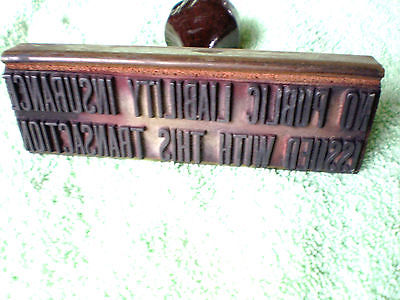 NO PUBLIC LIABILITY INSURANCE
ISSUED WITH THIS TRANSACTION